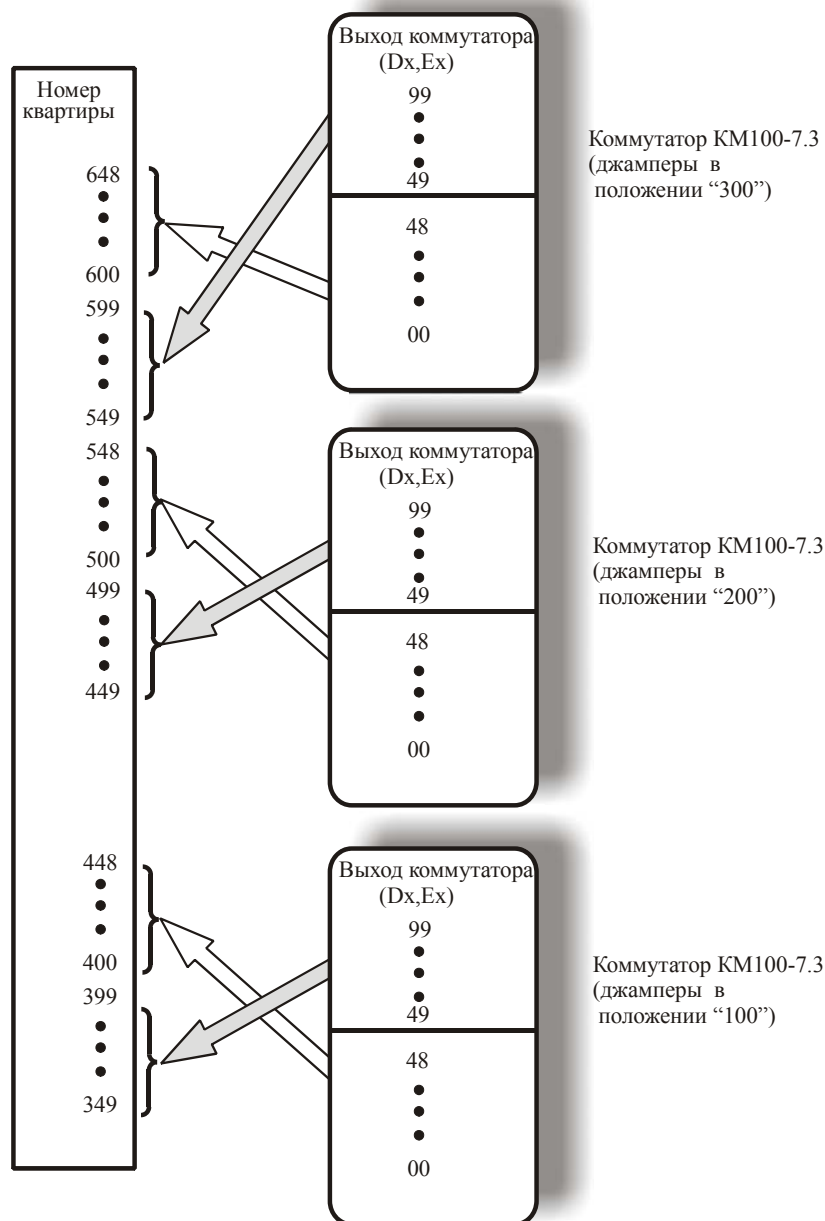 Номер
квартиры
648
600
599
549
548
500
499
449
448
400
399
349
Выход коммутатора
(Dx,Ex)
99
49
48
00
Коммутатор КМ100-7.3
(джамперы в
положении “300”)
Выход коммутатора
(Dx,Ex)
99
49
48
00
Коммутатор КМ100-7.3
(джамперы в
положении “200”)
Выход коммутатора
(Dx,Ex)
99
49
48
00
Коммутатор КМ100-7.3
(джамперы в
положении “100”)